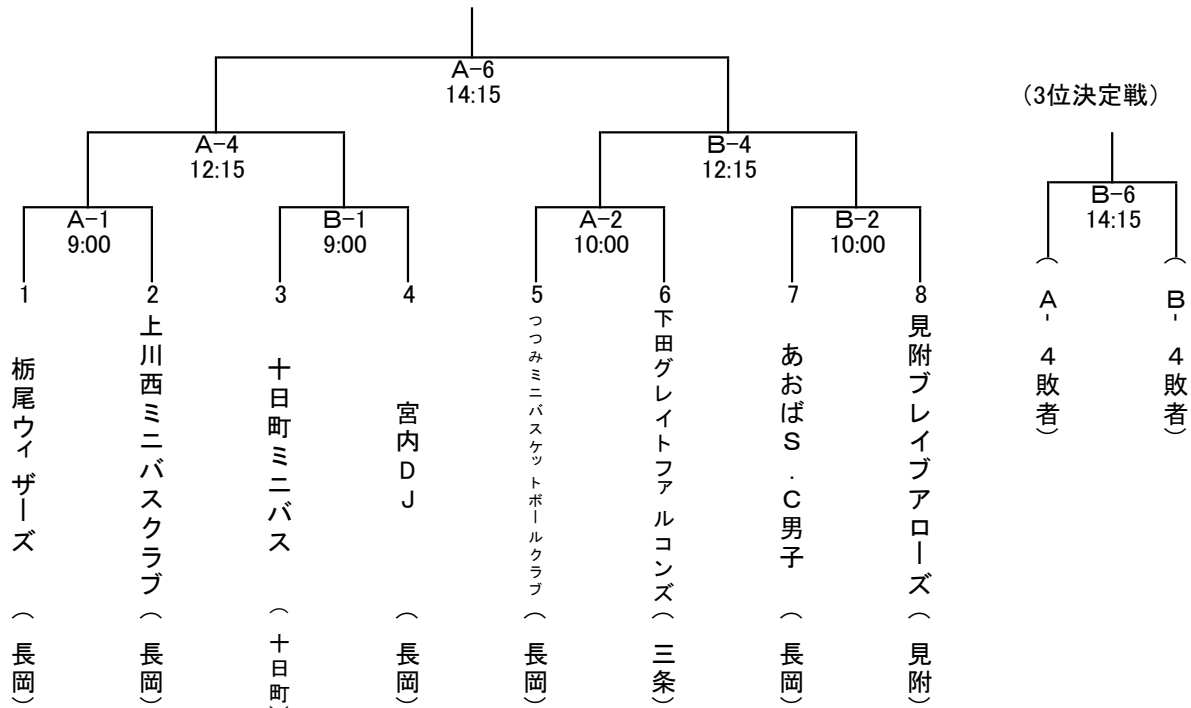 A-6
14:15
(3位決定戦)
A-4
12:15
B-4
12:15
B-6
14:15
A-1
9:00
B-1
9:00
A-2
10:00
B-2
10:00
1
2
3
4
5
6
7
8
栃尾ウィザーズ(長岡)
上川西ミニバスクラブ(長岡)
十日町ミニバス(十日町)
宮内DJ(長岡)
つつみミニバスケットボールクラブ(長岡)
下田グレイトファルコンズ(三条)
あおばS.C男子(長岡)
見附ブレイブアローズ(見附)
(A-4敗者)
(B-4敗者)